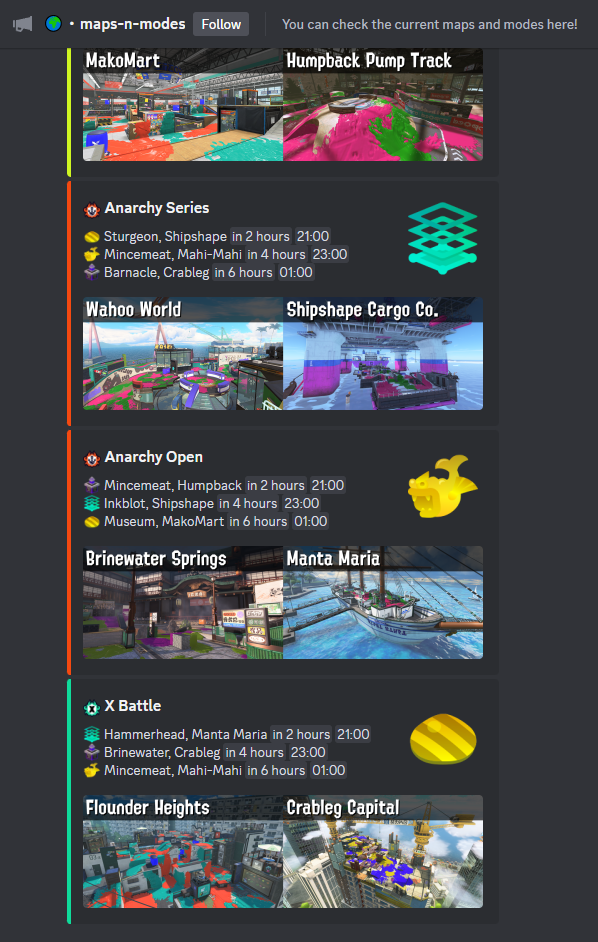 • maps-n-modes
Follow
You can check the current maps and modes here!
MakoMart
Humpback Pump Track
Anarchy Series
Sturgeon, Shipshape in 2 hours 21:00
Mincemeat, Mahi-Mahi in 4 hours 23:00
Barnacle, Crableg in 6 hours 01:00
Wahoo World
Shipshape Cargo Co.
Anarchy Open
Mincemeat, Humpback in 2 hours 21:00
Inkblot, Shipshape in 4 hours 23:00
Museum, MakoMart in 6 hours 01:00
Brinewater Springs
Manta Maria
X Battle
Hammerhead, Manta Maria in 2 hours 21:00
Brinewater, Crableg in 4 hours 23:00
Mincemeat, Mahi-Mahi in 6 hours 01:00
Flounder Heights
Crableg Capital